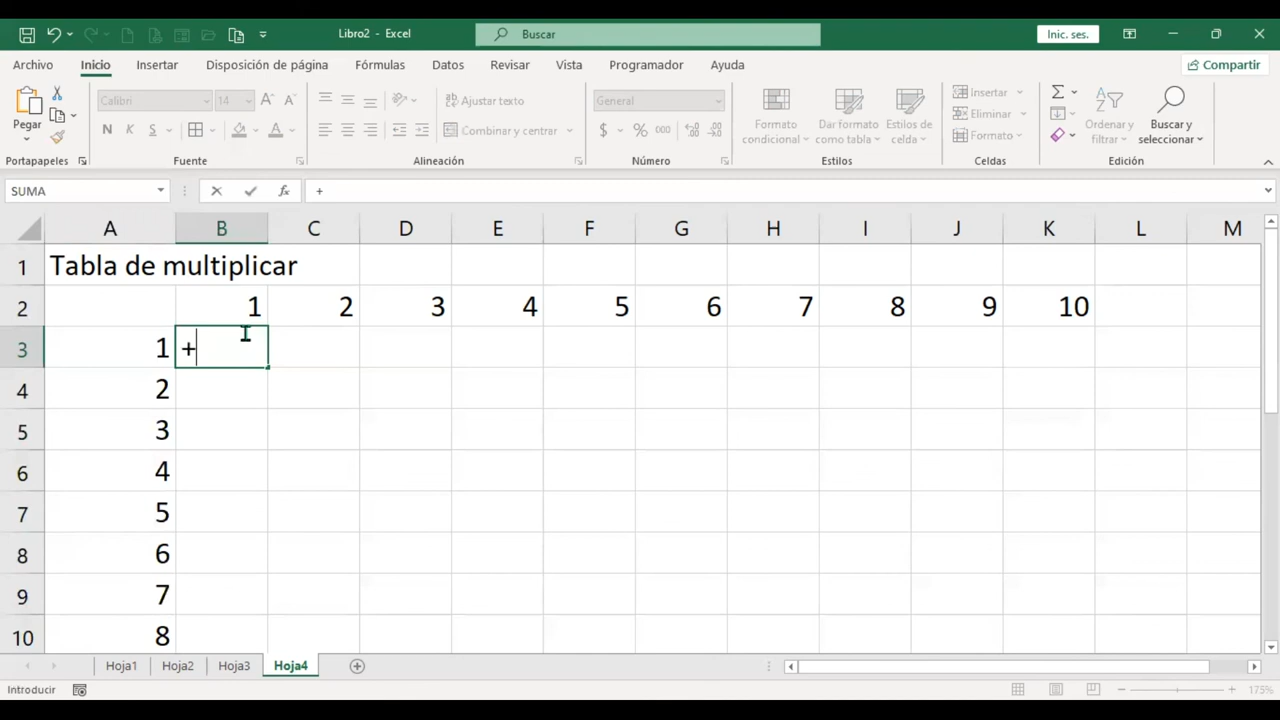 Libro2 - Excel
Buscar
Inic. ses.
Archivo Inicio Insertar Disposición de página Fórmulas Datos Revisar Vista Programador Ayuda
Compartir
Pegar
Calibri 14
N K S
Ajustar texto
Combinar y centrar
General
$ % 000
Formato condicional
Dar formato como tabla
Estilos de celda
Insertar
Eliminar
Formato
Ordenar y filtrar
Buscar y seleccionar
Portapapeles Fuente Alineación Número Estilos Celdas Edición
SUMA fx +
A B C D E F G H I J K L M
1 Tabla de multiplicar
2 1 2 3 4 5 6 7 8 9 10
3 1 +
4 2
5 3
6 4
7 5
8 6
9 7
10 8
Hoja1 Hoja2 Hoja3 Hoja4
Introducir 175%